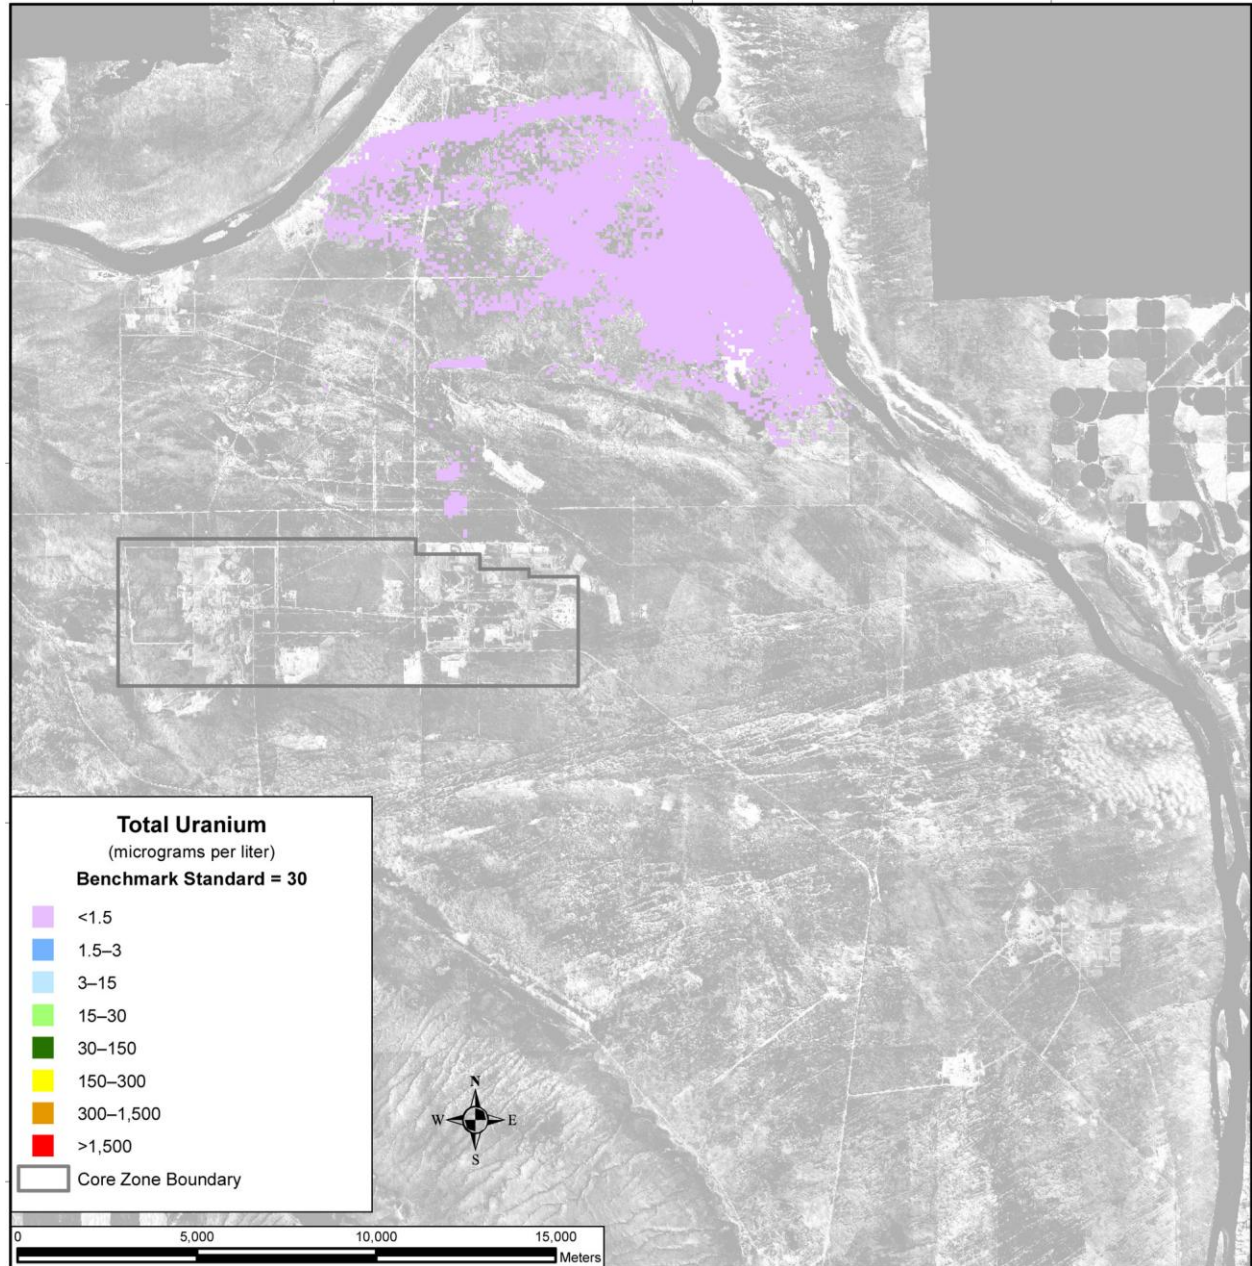 Total Uranium
(micrograms per liter)
Benchmark Standard = 30
<1.5
1.5–3
3–15
15–30
30–150
150–300
300–1,500
>1,500
Core Zone Boundary
N
W E
S
0 5,000 10,000 15,000
Meters